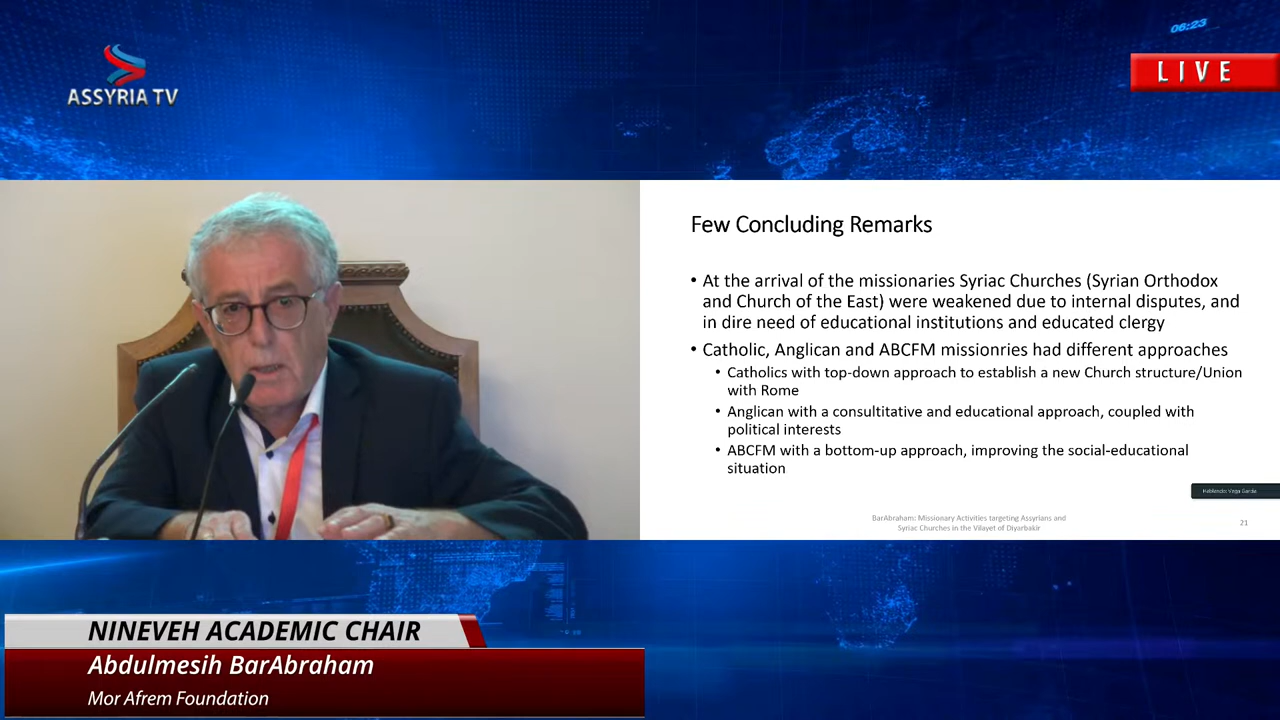 06:23
ASSYRIA TV
LIVE
Few Concluding Remarks
• At the arrival of the missionaries Syriac Churches (Syrian Orthodox
and Church of the East) were weakened due to internal disputes, and
in dire need of educational institutions and educated clergy
• Catholic, Anglican and ABCFM missionries had different approaches
• Catholics with top-down approach to establish a new Church structure/Union
with Rome
• Anglican with a consultitative and educational approach, coupled with
political interests
• ABCFM with a bottom-up approach, improving the social-educational
situation
Hablando: Vega García
BarAbraham: Missionary Activities targeting Assyrians and
Syriac Churches in the Vilayet of Diyarbakir
21
NINEVEH ACADEMIC CHAIR
Abdulmesih BarAbraham
Mor Afrem Foundation